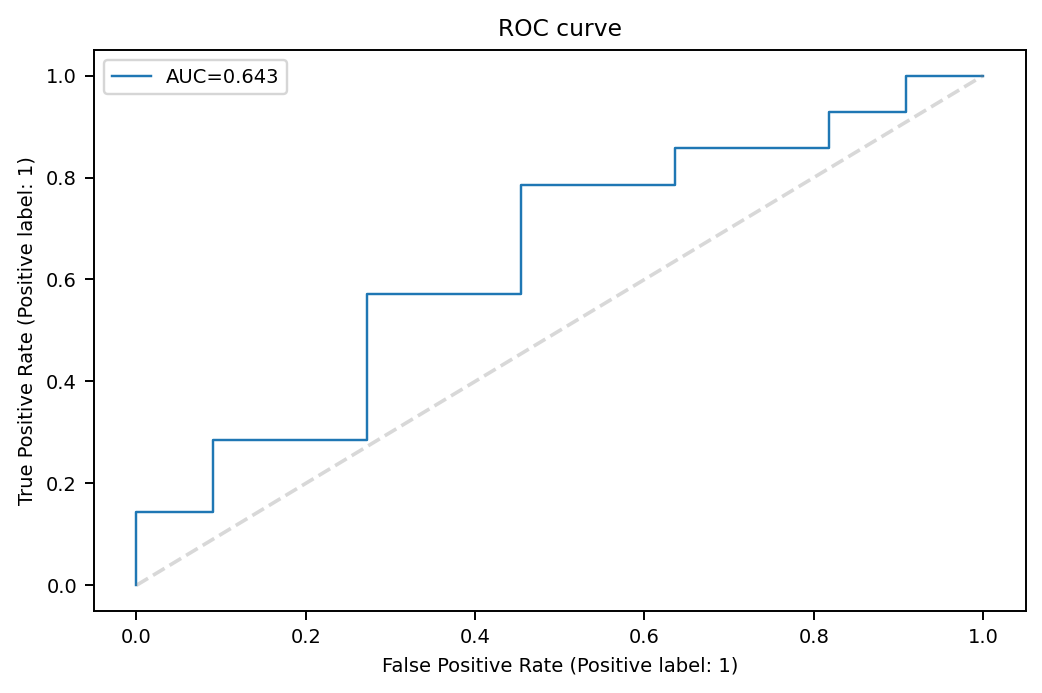 ROC curve
AUC=0.643
True Positive Rate (Positive label: 1)
1.0
0.8
0.6
0.4
0.2
0.0
0.0 0.2 0.4 0.6 0.8 1.0
False Positive Rate (Positive label: 1)